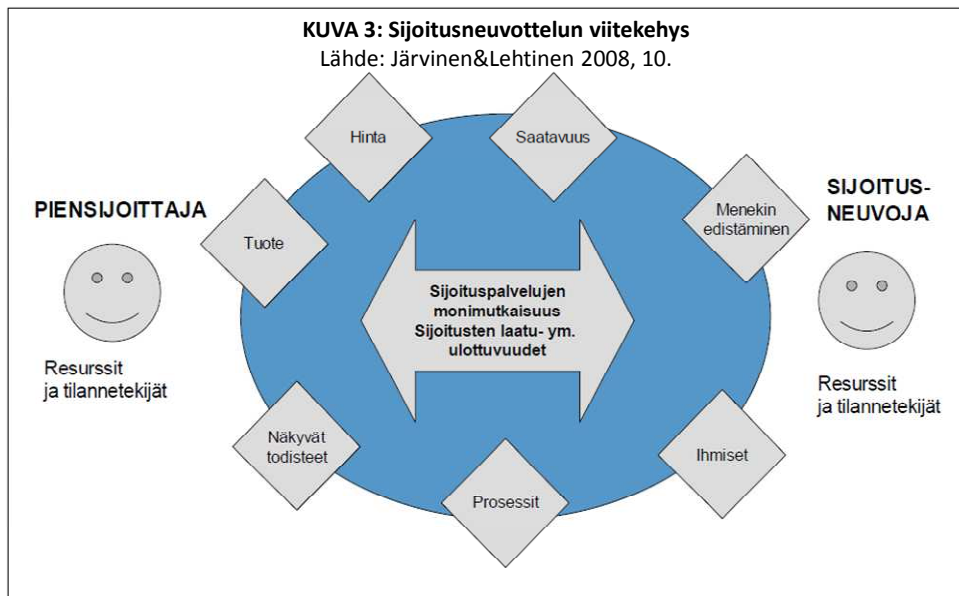 KUVA 3: Sijoitusneuvottelun viitekehys
Lähde: Järvinen&Lehtinen 2008, 10.
Hinta
Saatavuus
PIENSIJOITTAJA
SIJOITUS-
NEUVOJA
Tuote
Menekin
edistäminen
Sijoituspalvelujen
monimutkaisuus
Sijoitusten laatu- ym.
ulottuvuudet
Resurssit
ja tilannetekijät
Resurssit
ja tilannetekijät
Näkyvät
todisteet
Prosessit
Ihmiset